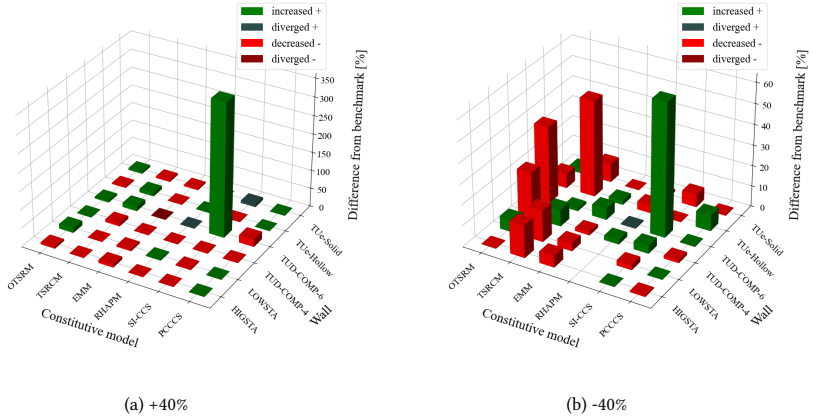 increased +
diverged +
decreased -
diverged -
350
300
250
200
150
100
50
0
Difference from benchmark [%]
OTSRM
TSRCM
EMM
RHAPM
SI-CCS
PCCCS
Constitutive model
HIGSTA
LOWSTA
TUD-COMP-4
TUD-COMP-6
TUe-Hollow
TUe-Solid
Wall
(a) +40%
increased +
diverged +
decreased -
diverged -
60
50
40
30
20
10
0
Difference from benchmark [%]
OTSRM
TSRCM
EMM
RHAPM
SI-CCS
PCCCS
Constitutive model
HIGSTA
LOWSTA
TUD-COMP-4
TUD-COMP-6
TUe-Hollow
TUe-Solid
Wall
(b) -40%